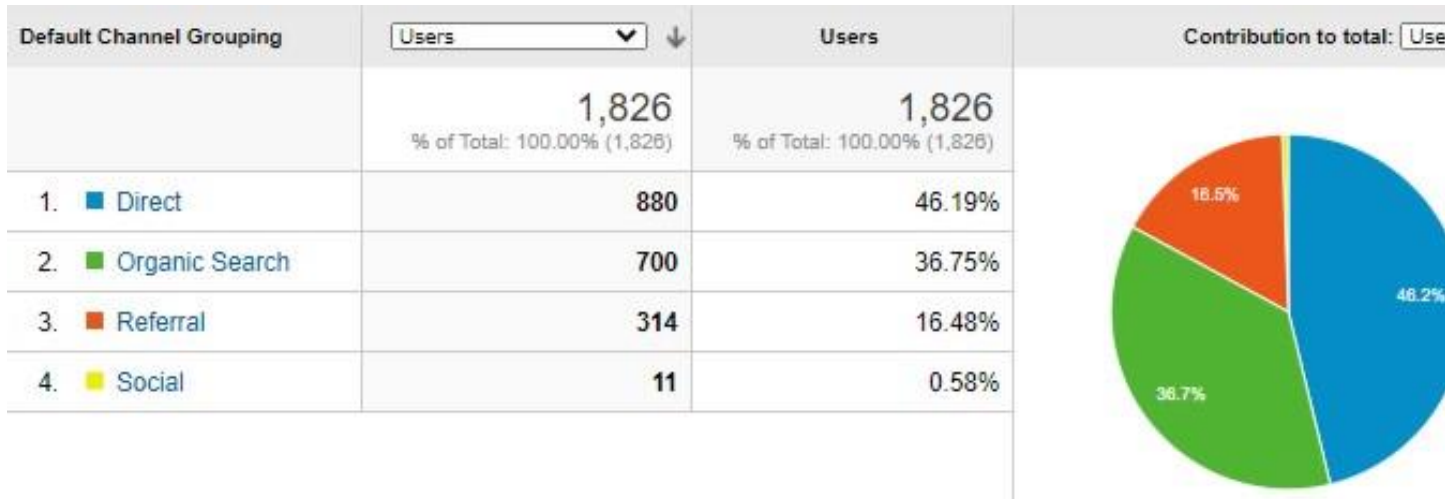 Default Channel Grouping Users Users Contribution to total: Use
1,826 1,826
% of Total: 100.00% (1,826) % of Total: 100.00% (1,826)
1. Direct 880 46.19%
2. Organic Search 700 36.75%
3. Referral 314 16.48%
4. Social 11 0.58%
16.5%
46.2%
36.7%